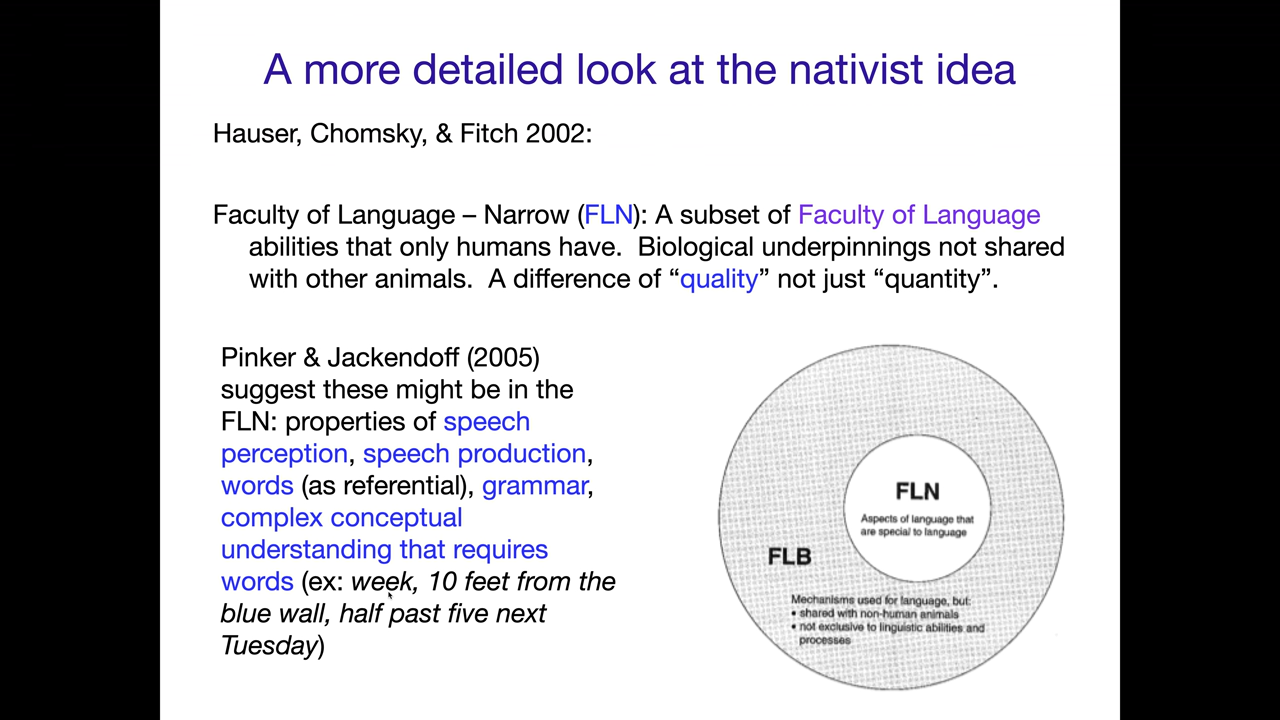 A more detailed look at the nativist idea
Hauser, Chomsky, & Fitch 2002:
Faculty of Language – Narrow (FLN): A subset of Faculty of Language
abilities that only humans have.  Biological underpinnings not shared
with other animals.  A difference of “quality” not just “quantity”.
Pinker & Jackendoff (2005)
suggest these might be in the
FLN: properties of speech
perception, speech production,
words (as referential), grammar,
complex conceptual
understanding that requires
words (ex: week, 10 feet from the
blue wall, half past five next
Tuesday)
FLN
Aspects of language that
are special to language
FLB
Mechanisms used for language, but:
• shared with non-human animals
• not exclusive to linguistic abilities and
processes